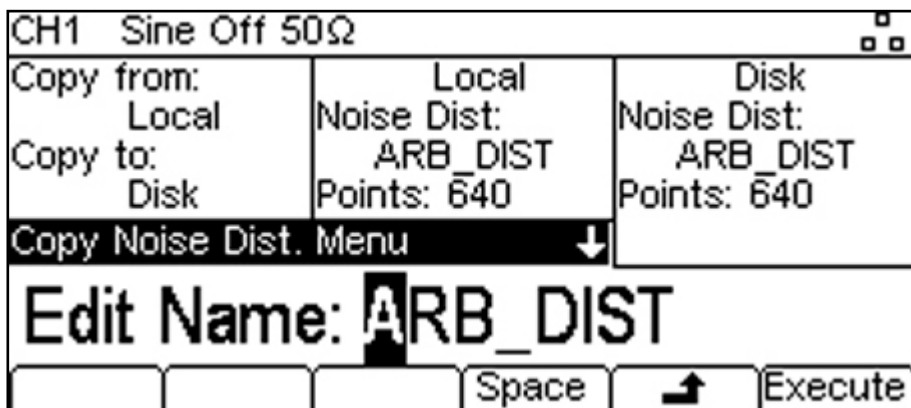 CH1 Sine Off 50Ω
Copy from:
Local
Copy to:
Disk
Local
Noise Dist:
ARB_DIST
Points: 640
Disk
Noise Dist:
ARB_DIST
Points: 640
Copy Noise Dist. Menu
Edit Name: ARB_DIST
Space
Execute